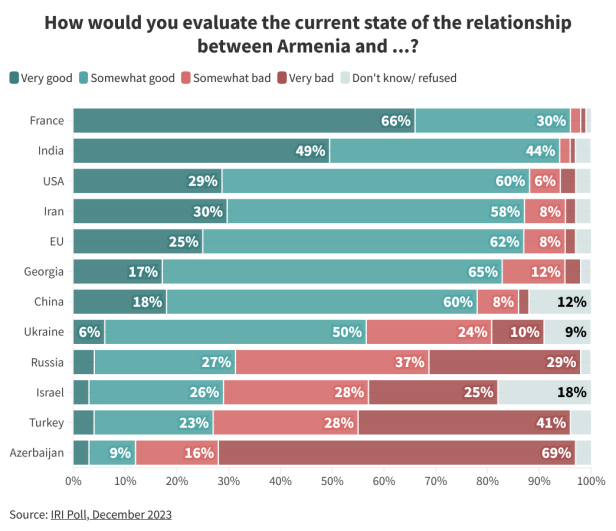 How would you evaluate the current state of the relationship
between Armenia and ...?
Very good Somewhat good Somewhat bad Very bad Don't know/ refused
France 66% 30%
India 49% 44%
USA 29% 60% 6%
Iran 30% 58% 8%
EU 25% 62% 8%
Georgia 17% 65% 12%
China 18% 60% 8% 12%
Ukraine 6% 50% 24% 10% 9%
Russia 27% 37% 29%
Israel 26% 28% 25% 18%
Turkey 23% 28% 41%
Azerbaijan 9% 16% 69%
0% 10% 20% 30% 40% 50% 60% 70% 80% 90% 100%
Source: IRI Poll, December 2023